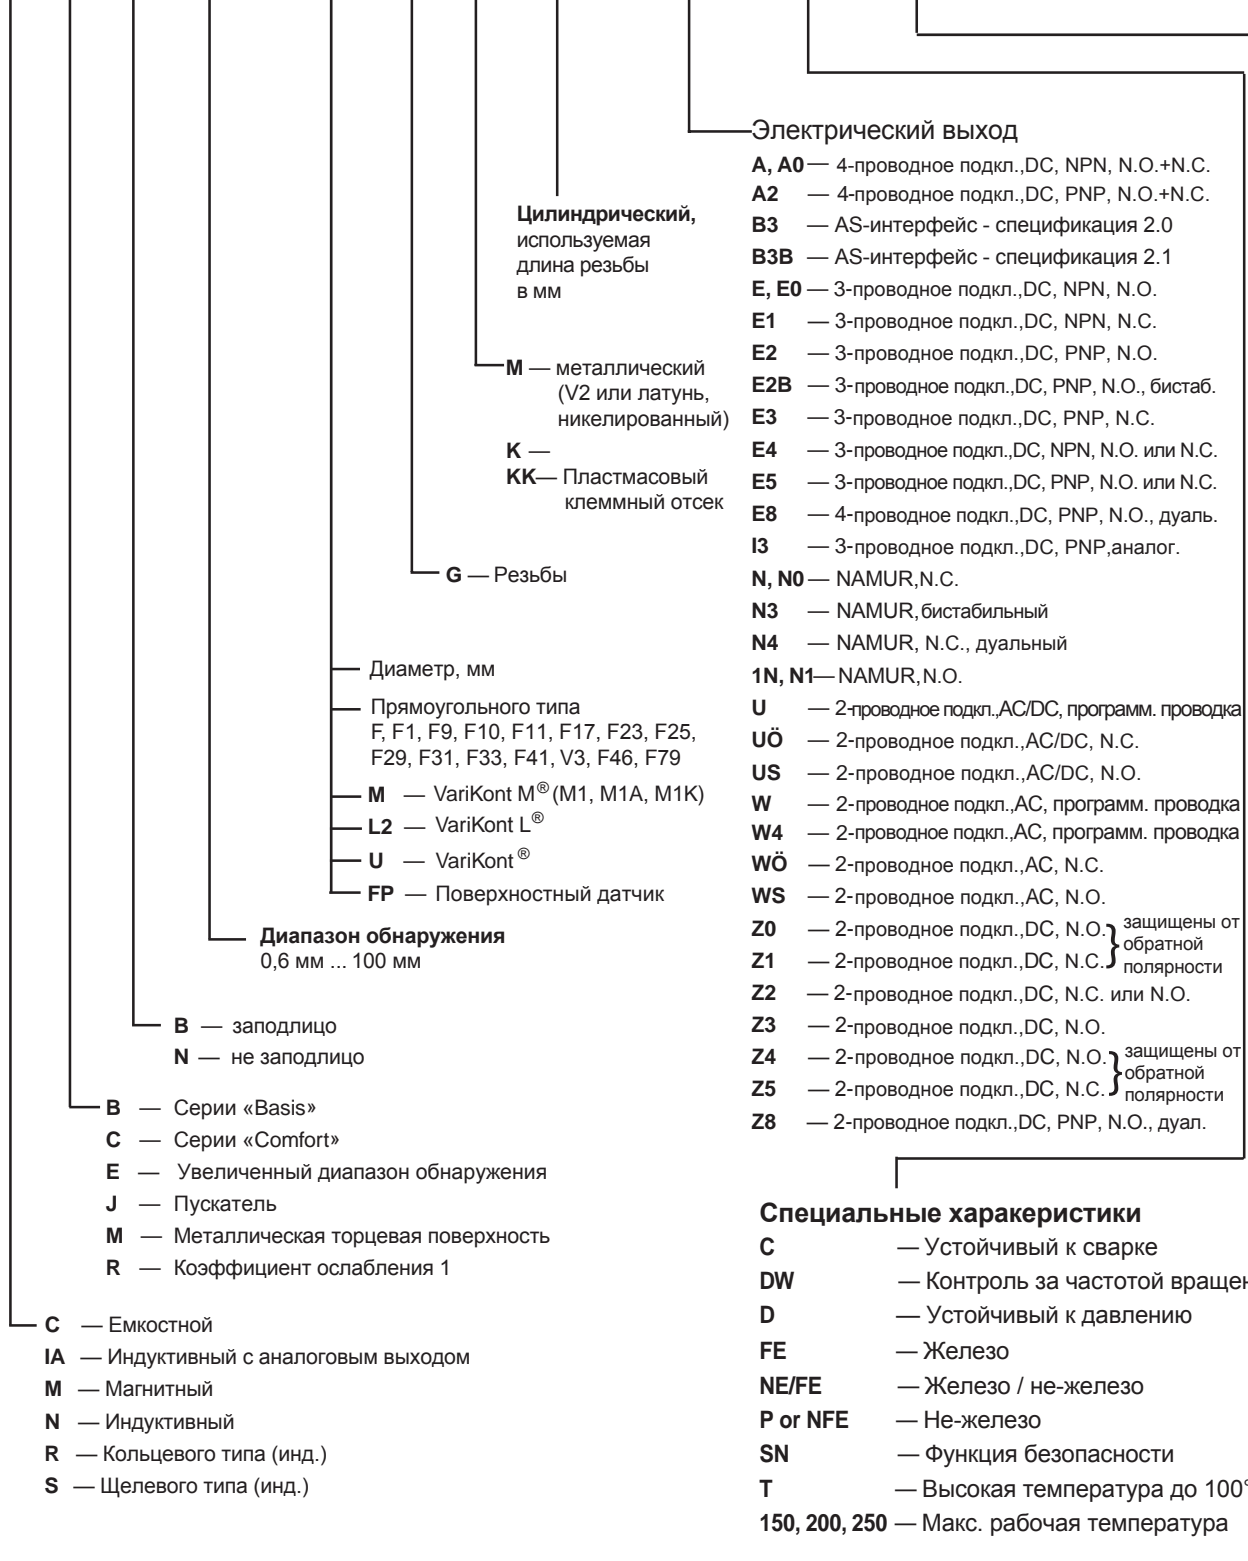 Электрический выход
A, A0 — 4-проводное подкл.,DC, NPN, N.O.+N.C.
A2 — 4-проводное подкл.,DC, PNP, N.O.+N.C.
B3 — AS-интерфейс - спецификация 2.0
B3B — AS-интерфейс - спецификация 2.1
E, E0 — 3-проводное подкл.,DC, NPN, N.O.
E1 — 3-проводное подкл.,DC, NPN, N.C.
E2 — 3-проводное подкл.,DC, PNP, N.O.
E2B — 3-проводное подкл.,DC, PNP, N.O., бистаб.
E3 — 3-проводное подкл.,DC, PNP, N.C.
E4 — 3-проводное подкл.,DC, NPN, N.O. или N.C.
E5 — 3-проводное подкл.,DC, PNP, N.O. или N.C.
E8 — 4-проводное подкл.,DC, PNP, N.O., дуаль.
I3 — 3-проводное подкл.,DC, PNP,аналог.
N, N0 — NAMUR,N.C.
N3 — NAMUR,бистабильный
N4 — NAMUR, N.C., дуальный
1N, N1— NAMUR,N.O.
U — 2-проводное подкл.,AC/DC, программ. проводка
UÖ — 2-проводное подкл.,AC/DC, N.C.
US — 2-проводное подкл.,AC/DC, N.O.
W — 2-проводное подкл.,AC, программ. проводка
W4 — 2-проводное подкл.,AC, программ. проводка
WÖ — 2-проводное подкл.,AC, N.C.
WS — 2-проводное подкл.,AC, N.O.
Z0 — 2-проводное подкл.,DC, N.O.
Z1 — 2-проводное подкл.,DC, N.C.
} защищены от
обратной
полярности
Z2 — 2-проводное подкл.,DC, N.C. или N.O.
Z3 — 2-проводное подкл.,DC, N.O.
Z4 — 2-проводное подкл.,DC, N.O.
Z5 — 2-проводное подкл.,DC, N.C.
} защищены от
обратной
полярности
Z8 — 2-проводное подкл.,DC, PNP, N.O., дуал.
Цилиндрический,
используемая
длина резьбы
в мм
M — металлический
(V2 или латунь,
никелированный)
K —
KK— Пластмасовый
клеммный отсек
G — Резьбы
Диаметр, мм
Прямоугольного типа
F, F1, F9, F10, F11, F17, F23, F25,
F29, F31, F33, F41, V3, F46, F79
M — VariKont M® (M1, M1A, M1K)
L2 — VariKont L®
U — VariKont ®
FP — Поверхностный датчик
Диапазон обнаружения
0,6 мм ... 100 мм
B — заподлицо
N — не заподлицо
B — Серии «Basis»
C — Серии «Comfort»
E — Увеличенный диапазон обнаружения
J — Пускатель
M — Металлическая торцевая поверхность
R — Коэффициент ослабления 1
C — Емкостной
IA — Индуктивный с аналоговым выходом
M — Магнитный
N — Индуктивный
R — Кольцевого типа (инд.)
S — Щелевого типа (инд.)
Специальные харакеристики
C — Устойчивый к сварке
DW — Контроль за частотой вращен
D — Устойчивый к давлению
FE — Железо
NE/FE — Железо / не-железо
P or NFE — Не-железо
SN — Функция безопасности
T — Высокая температура до 100°
150, 200, 250 — Макс. рабочая температура